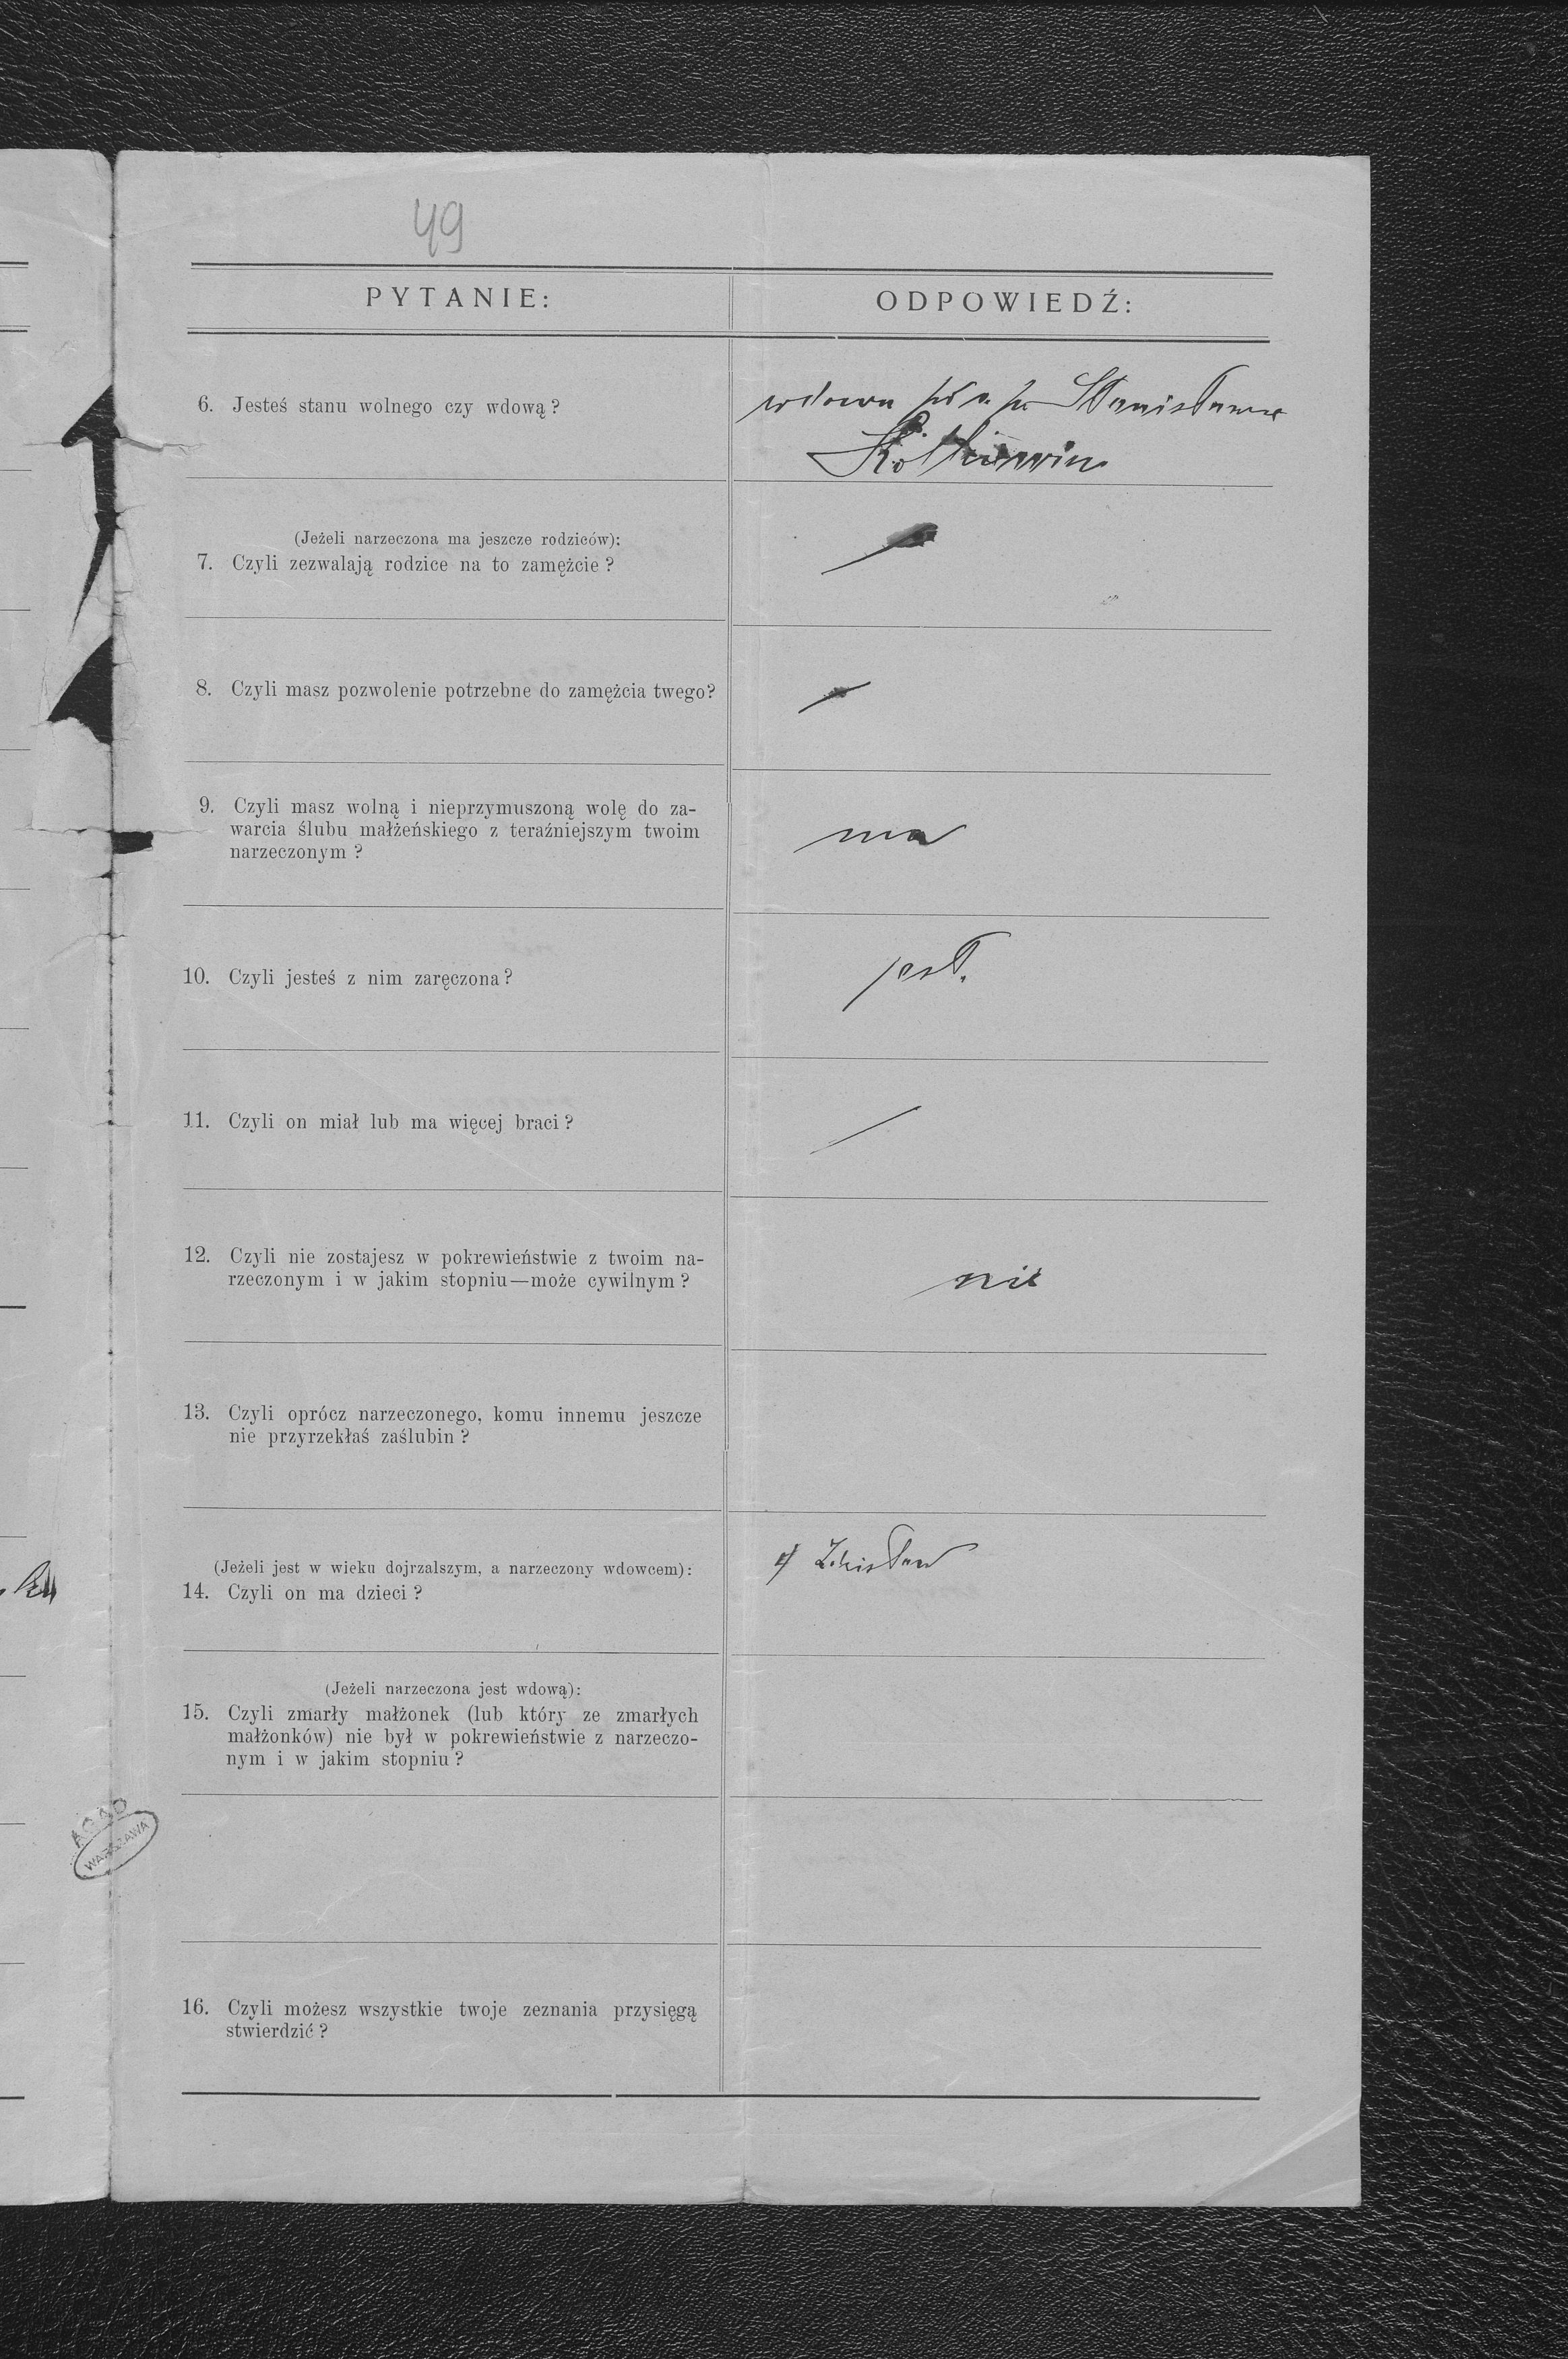 49
PYTANIE:
ODPOWIEDŹ:
6. Jesteś stanu wolnego czy wdową?
wdowa po ś. p. Stanisławie
(Jeżeli narzeczona ma jeszcze rodziców):
7. Czyli zezwalają rodzice na to zamężcie?
8. Czyli masz pozwolenie potrzebne do zamężcia twego?
9. Czyli masz wolną i nieprzymuszoną wolę do za-
warcia ślubu małżeńskiego z teraźniejszym twoim
narzeczonym?
ma
10. Czyli jesteś z nim zaręczona?
jest.
11. Czyli on miał lub ma więcej braci?
12. Czyli nie zostajesz w pokrewieństwie z twoim na-
rzeczonym i w jakim stopniu—może cywilnym?
nie
13. Czyli oprócz narzeczonego, komu innemu jeszcze
nie przyrzekłaś zaślubin?
(Jeżeli jest w wieku dojrzalszym, a narzeczony wdowcem):
14. Czyli on ma dzieci?
Zdzisław
(Jeżeli narzeczona jest wdową):
15. Czyli zmarły małżonek (lub który ze zmarłych
małżonków) nie był w pokrewieństwie z narzeczo-
nym i w jakim stopniu?
AGAD
WARSZAWA
16. Czyli możesz wszystkie twoje zeznania przysięgą
stwierdzić?